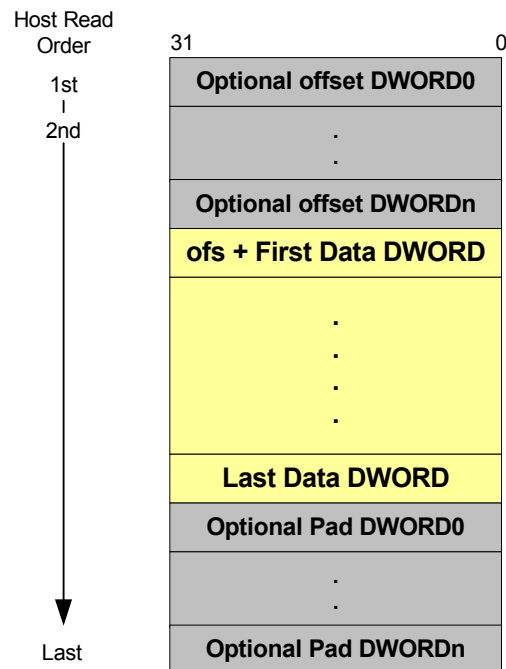 Host Read
Order
31 0
1st
2nd
Optional offset DWORD0
.
.
Optional offset DWORDn
ofs + First Data DWORD
.
.
.
.
Last Data DWORD
Optional Pad DWORD0
.
.
Last
Optional Pad DWORDn